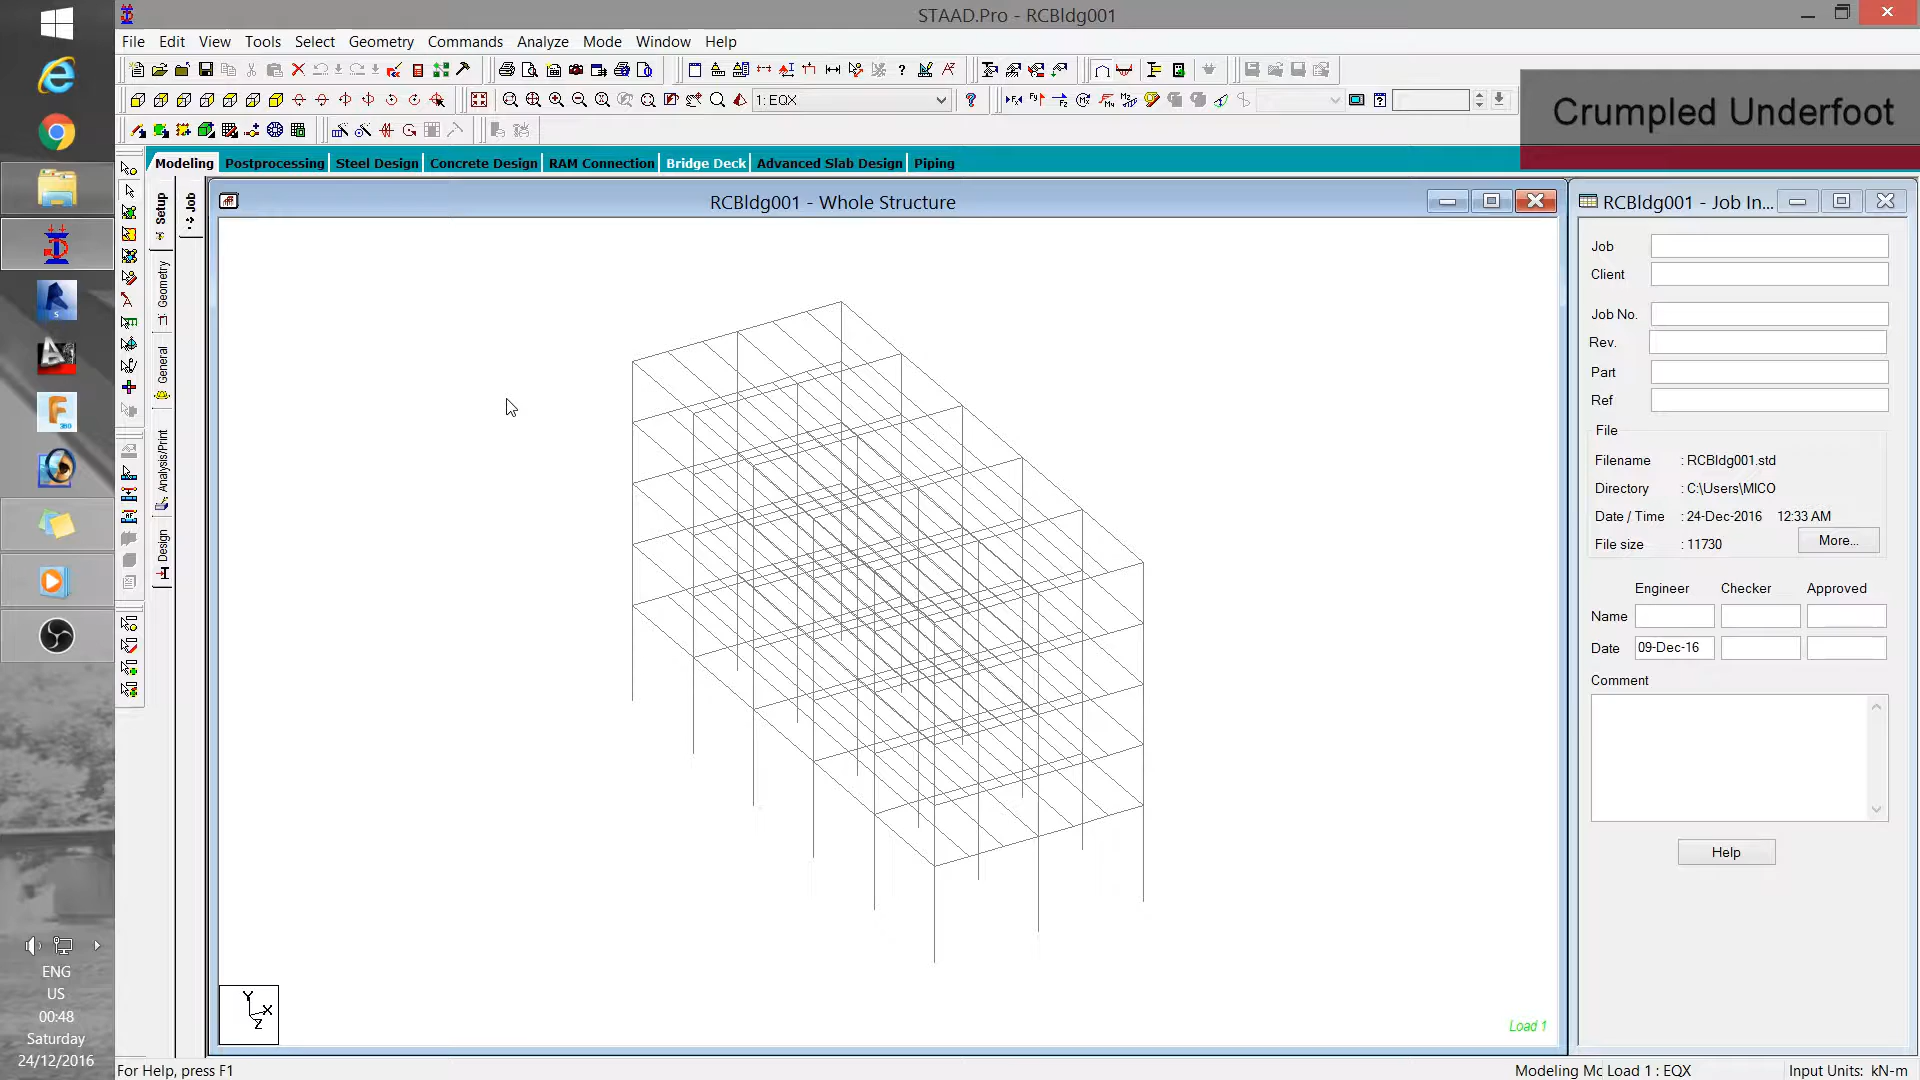 STAAD.Pro - RCBldg001
File Edit View Tools Select Geometry Commands Analyze Mode Window Help
1: EQX
Crumpled Underfoot
Modeling Postprocessing Steel Design Concrete Design RAM Connection Bridge Deck Advanced Slab Design Piping
Setup
Job
Geometry
General
Analysis/Print
Design
RCBldg001 - Whole Structure
RCBldg001 - Job In...
Job
Client
Job No.
Rev.
Part
Ref
File
Filename : RCBldg001.std
Directory : C:\Users\MICO
Date / Time : 24-Dec-2016 12:33 AM
File size : 11730
More...
Engineer Checker Approved
Name
Date 09-Dec-16
Comment
Help
Y
X
Z
Load 1
ENG
US
00:48
Saturday
24/12/2016
For Help, press F1
Modeling Mc Load 1 : EQX
Input Units: kN-m